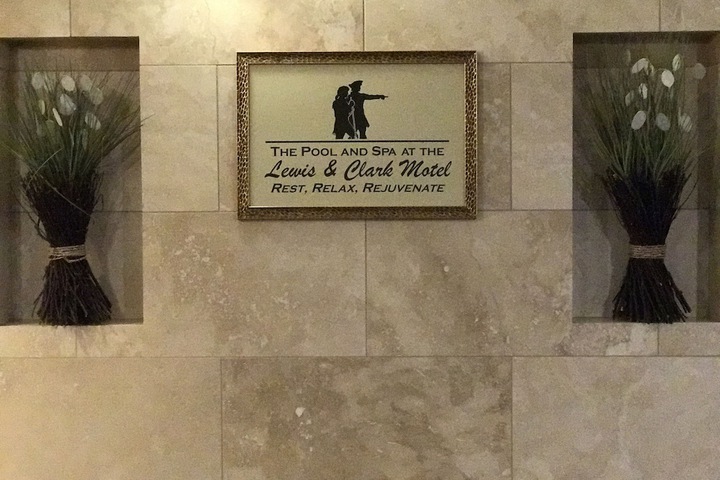 The Pool and Spa at the
Lewis & Clark Motel
Rest, Relax, Rejuvenate